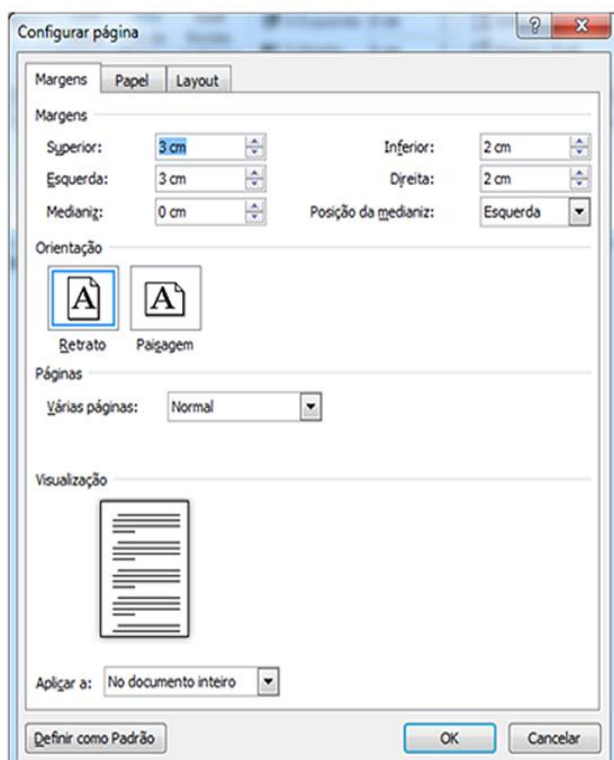 Configurar página
Margens Papel Layout
Margens
Superior: 3 cm Inferior: 2 cm
Esquerda: 3 cm Direita: 2 cm
Medianiz: 0 cm Posição da medianiz: Esquerda
Orientação
A A
Retrato Paisagem
Páginas
Várias páginas: Normal
Visualização
Aplicar a: No documento inteiro
Definir como Padrão OK Cancelar